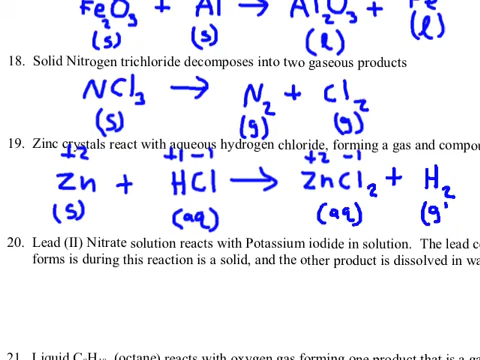 Fe₂O₃ + Al → Al₂O₃ + Fe
(s) (s) (l) (l)
18. Solid Nitrogen trichloride decomposes into two gaseous products
NCl₃ → N₂ + Cl₂
(s) (g) (g)
19. Zinc crystals react with aqueous hydrogen chloride, forming a gas and
+2 +1 -1 +2 -1
Zn + HCl → ZnCl₂ + H₂
(s) (aq) (aq) (g)
20. Lead (II) Nitrate solution reacts with Potassium iodide in solution. The lead
forms is during this reaction is a solid, and the other product is dissolved in
21. Liquid (octane) reacts with oxygen gas forming one product that is a